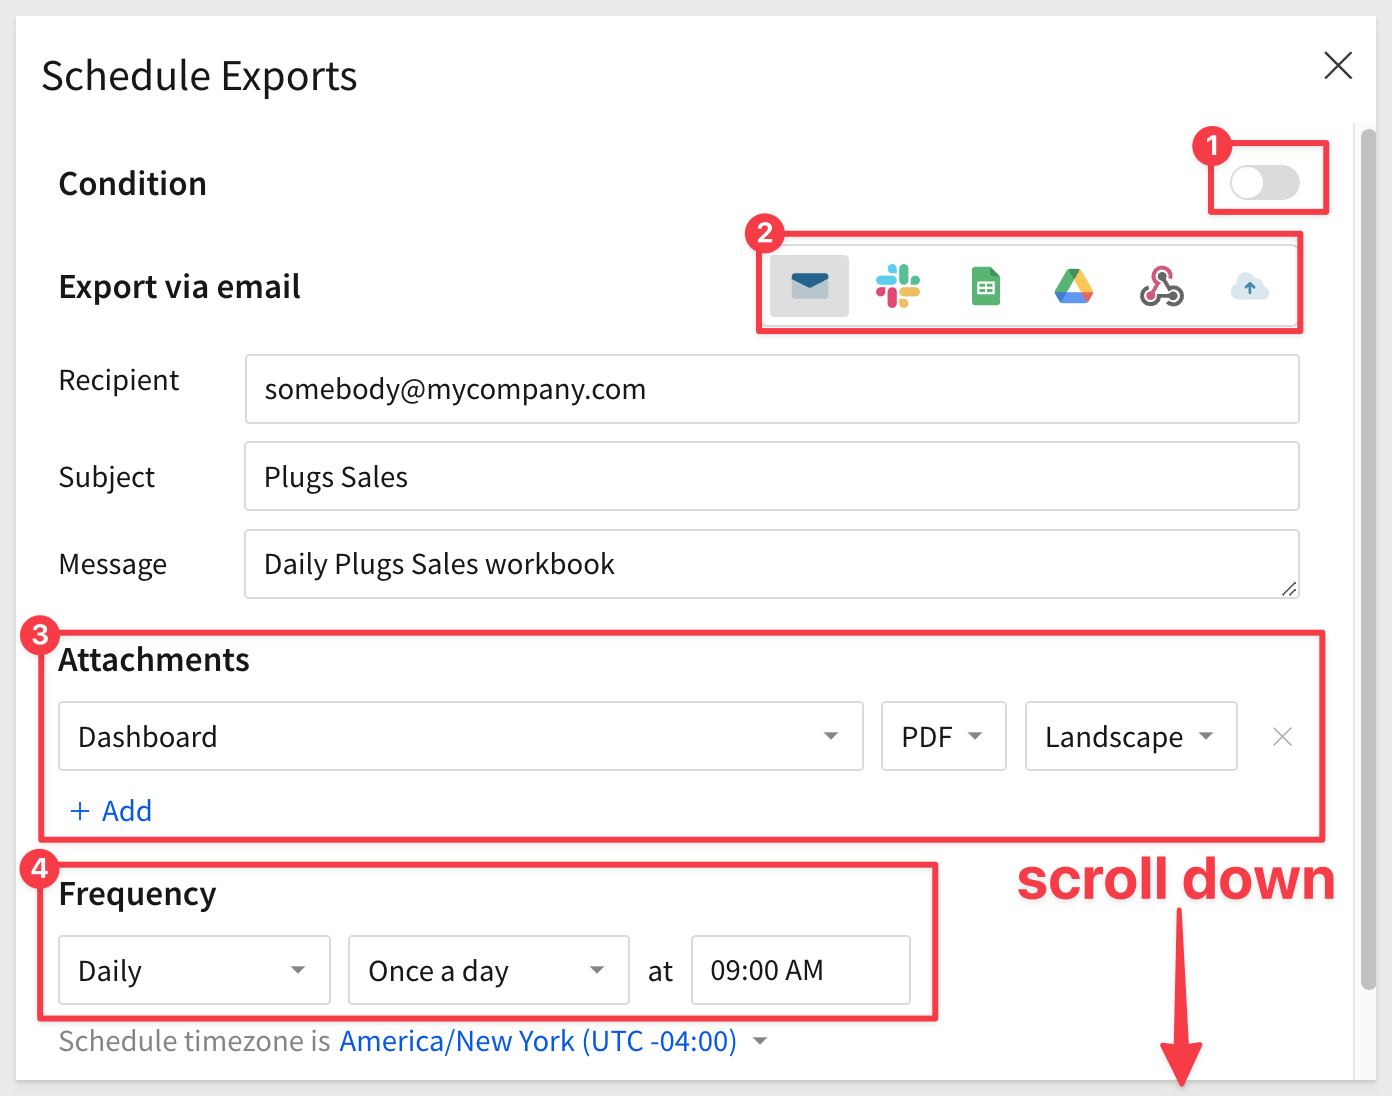 Schedule Exports
1
Condition
2
Export via email
Recipient somebody@mycompany.com
Subject Plugs Sales
Message Daily Plugs Sales workbook
3
Attachments
Dashboard PDF Landscape
+ Add
4
Frequency
scroll down
Daily Once a day at 09:00 AM
Schedule timezone is America/New York (UTC -04:00)